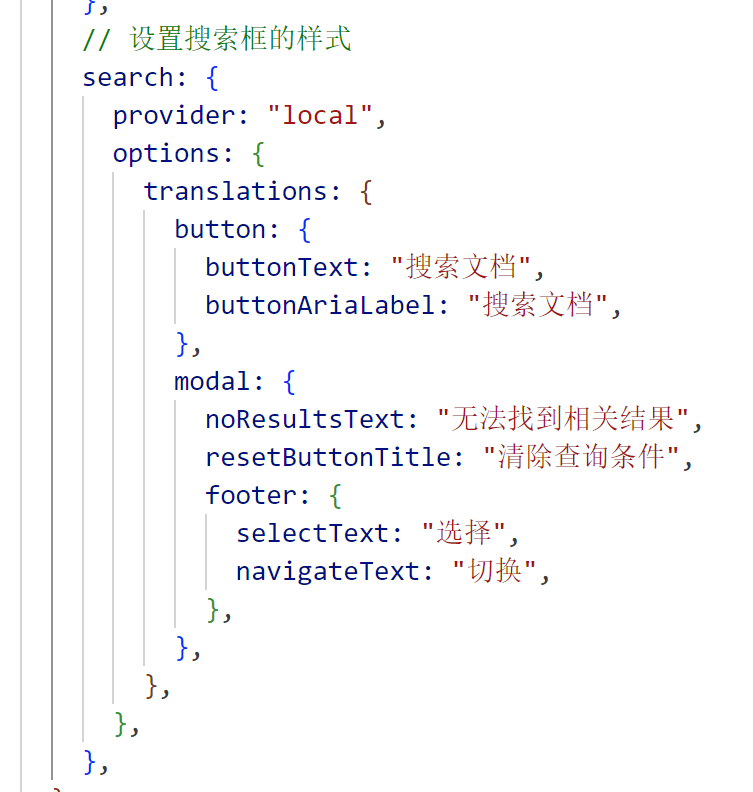 },
// 设置搜索框的样式
search: {
provider: "local",
options: {
translations: {
button: {
buttonText: "搜索文档",
buttonAriaLabel: "搜索文档",
},
modal: {
noResultsText: "无法找到相关结果",
resetButtonTitle: "清除查询条件",
footer: {
selectText: "选择",
navigateText: "切换",
},
},
},
},
},